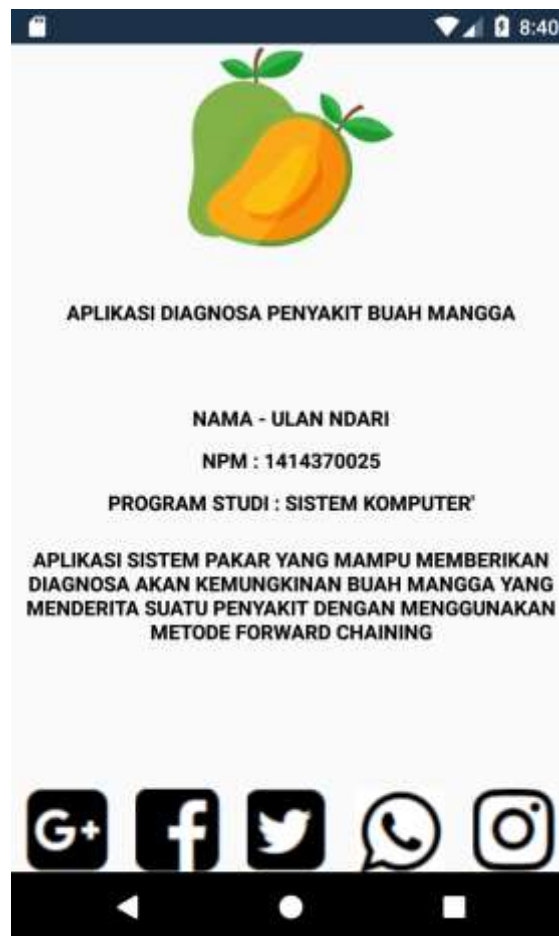 8:40
APLIKASI DIAGNOSA PENYAKIT BUAH MANGGA
NAMA - ULAN NDARI
NPM : 1414370025
PROGRAM STUDI : SISTEM KOMPUTER'
APLIKASI SISTEM PAKAR YANG MAMPU MEMBERIKAN
DIAGNOSA AKAN KEMUNGKINAN BUAH MANGGA YANG
MENDERITA SUATU PENYAKIT DENGAN MENGGUNAKAN
METODE FORWARD CHAINING
G+